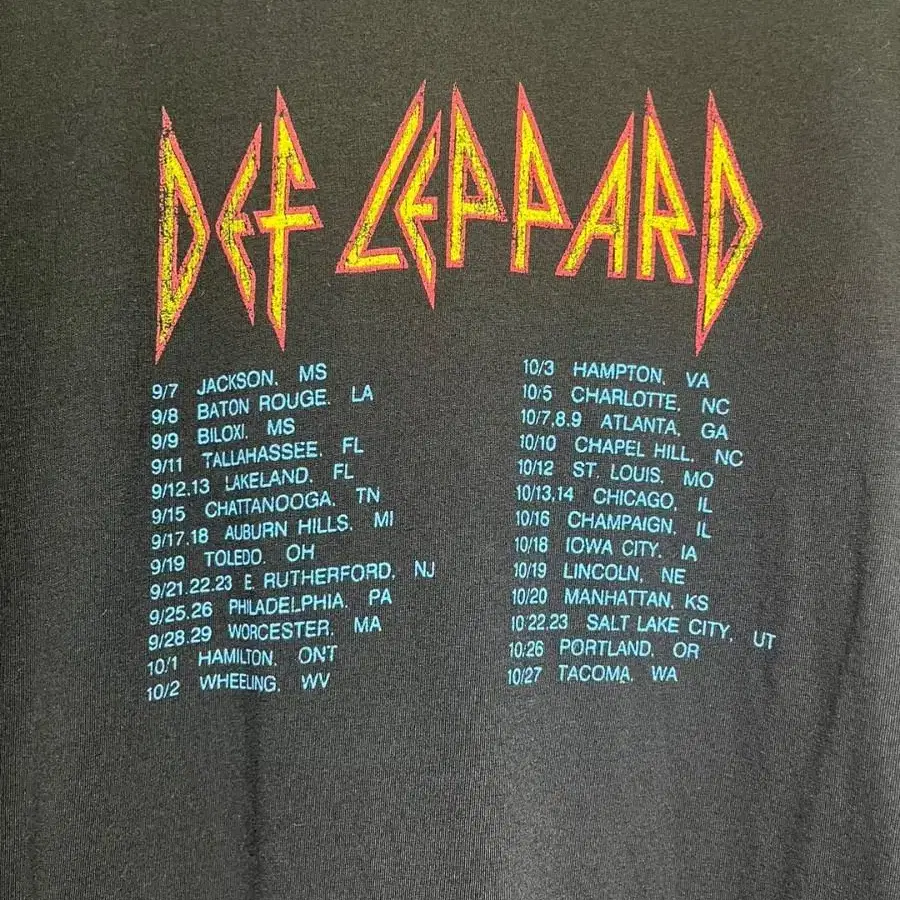 DEF LEPPARD
9/7 JACKSON, MS
9/8 BATON ROUGE, LA
9/9 BILOXI, MS
9/11 TALLAHASSEE, FL
9/12,13 LAKELAND, FL
9/15 CHATTANOOGA, TN
9/17,18 AUBURN HILLS, MI
9/19 TOLEDO, OH
9/21,22,23 E. RUTHERFORD, NJ
9/25,26 PHILADELPHIA, PA
9/28,29 WORCESTER, MA
10/1 HAMILTON, ONT
10/2 WHEELING, WV
10/3 HAMPTON, VA
10/5 CHARLOTTE, NC
10/7,8,9 ATLANTA, GA
10/10 CHAPEL HILL, NC
10/12 ST. LOUIS, MO
10/13,14 CHICAGO, IL
10/16 CHAMPAIGN, IL
10/18 IOWA CITY, IA
10/19 LINCOLN, NE
10/20 MANHATTAN, KS
10/22,23 SALT LAKE CITY, UT
10/26 PORTLAND, OR
10/27 TACOMA, WA